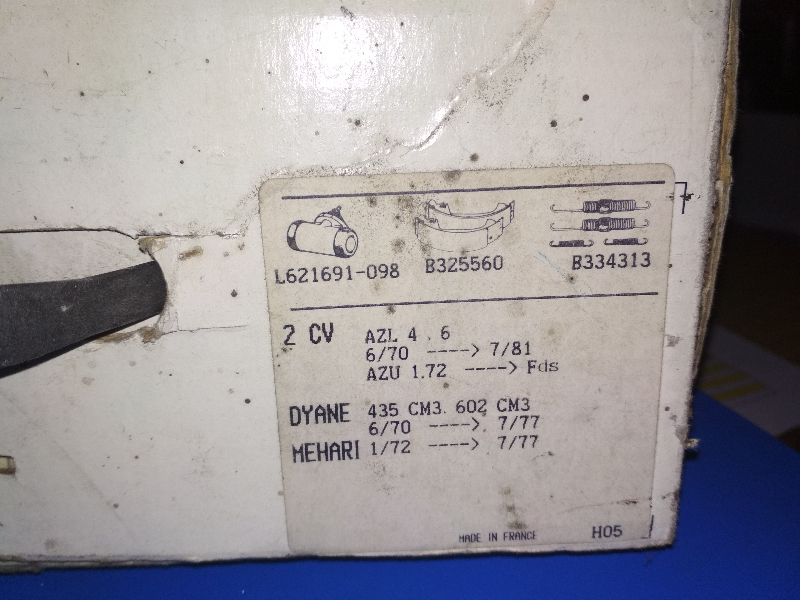 L621691-098 B325560 B334313
2 CV AZL 4 . 6
6/70 ----> 7/81
AZU 1.72 ----> Fds
DYANE 435 CM3. 602 CM3
6/70 ----> 7/77
MEHARI 1/72 ----> 7/77
MADE IN FRANCE H05